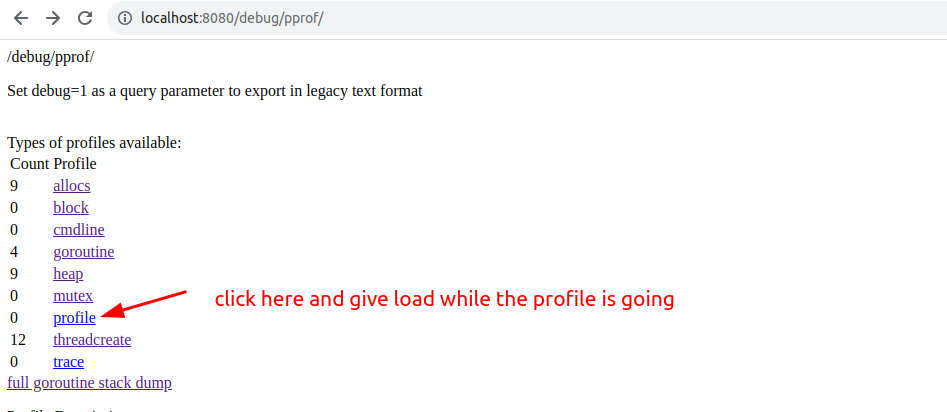 localhost:8080/debug/pprof/
/debug/pprof/
Set debug=1 as a query parameter to export in legacy text format
Types of profiles available:
Count Profile
9 allocs
0 block
0 cmdline
4 goroutine
9 heap
0 mutex
click here and give load while the profile is going
0 profile
12 threadcreate
0 trace
full goroutine stack dump